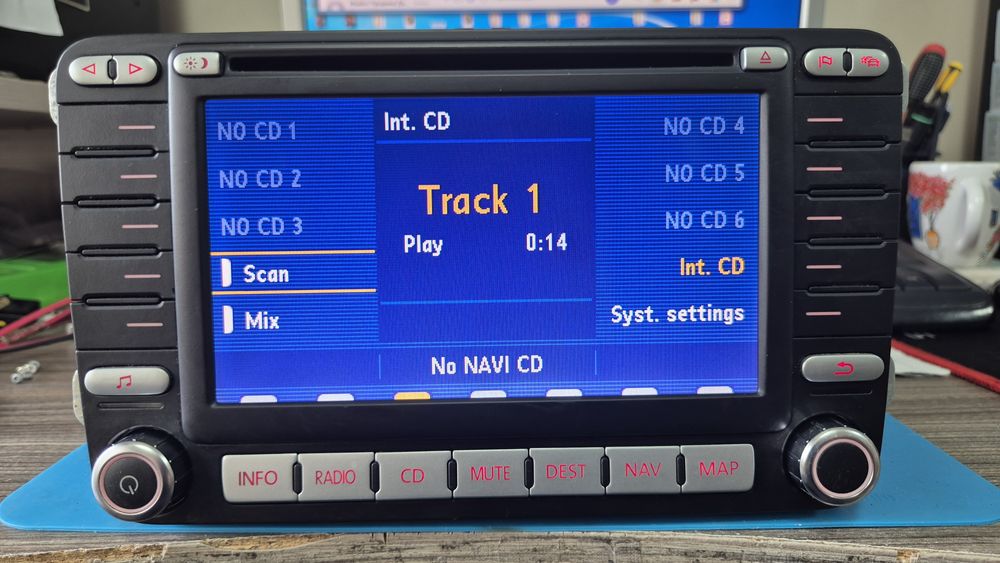 NO CD 1
NO CD 2
NO CD 3
Scan
Mix
Int. CD
Track 1
Play 0:14
NO CD 4
NO CD 5
NO CD 6
Int. CD
Syst. settings
No NAVI CD
INFO RADIO CD MUTE DEST NAV MAP